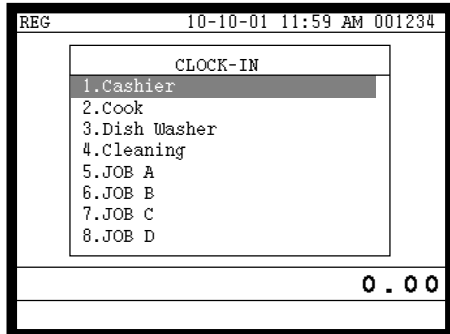 REG 10-10-01 11:59 AM 001234
CLOCK-IN
1.Cashier
2.Cook
3.Dish Washer
4.Cleaning
5.JOB A
6.JOB B
7.JOB C
8.JOB D
0.00